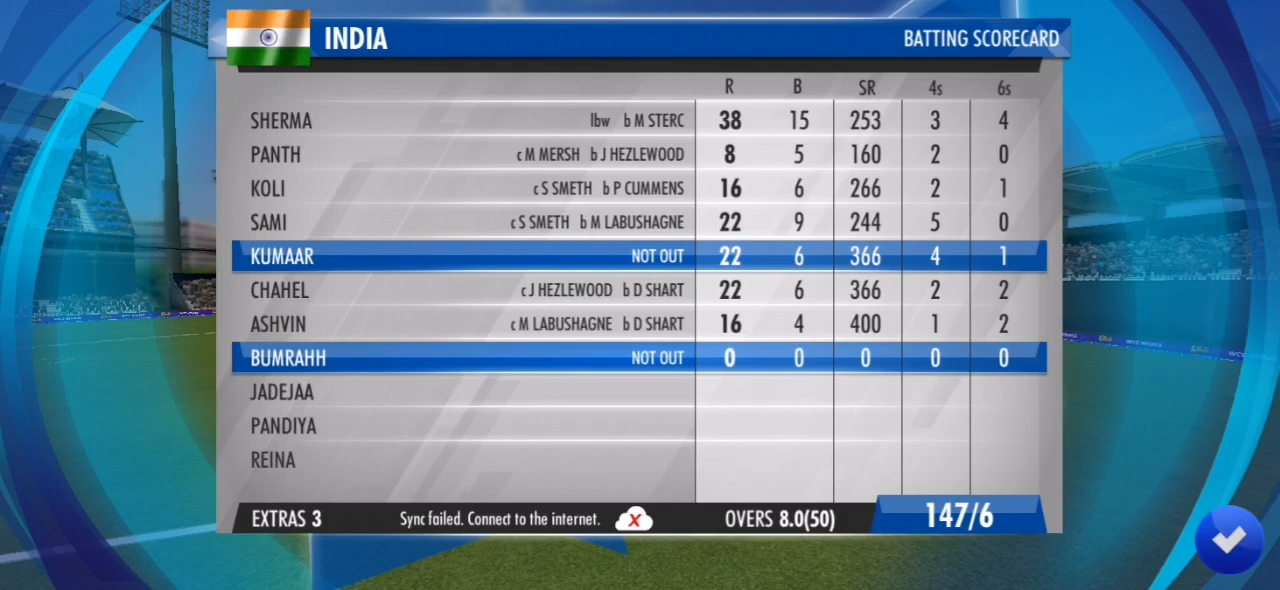 INDIA BATTING SCORECARD
R B SR 4s 6s
SHERMA lbw b M STERC 38 15 253 3 4
PANTH c M MERSH b J HEZLEWOOD 8 5 160 2 0
KOLI c S SMETH b P CUMMENS 16 6 266 2 1
SAMI c S SMETH b M LABUSHAGNE 22 9 244 5 0
KUMAAR NOT OUT 22 6 366 4 1
CHAHEL c J HEZLEWOOD b D SHART 22 6 366 2 2
ASHVIN c M LABUSHAGNE b D SHART 16 4 400 1 2
BUMRAHH NOT OUT 0 0 0 0 0
JADEJAA
PANDIYA
REINA
EXTRAS 3 Sync failed. Connect to the internet. X OVERS 8.0(50) 147/6